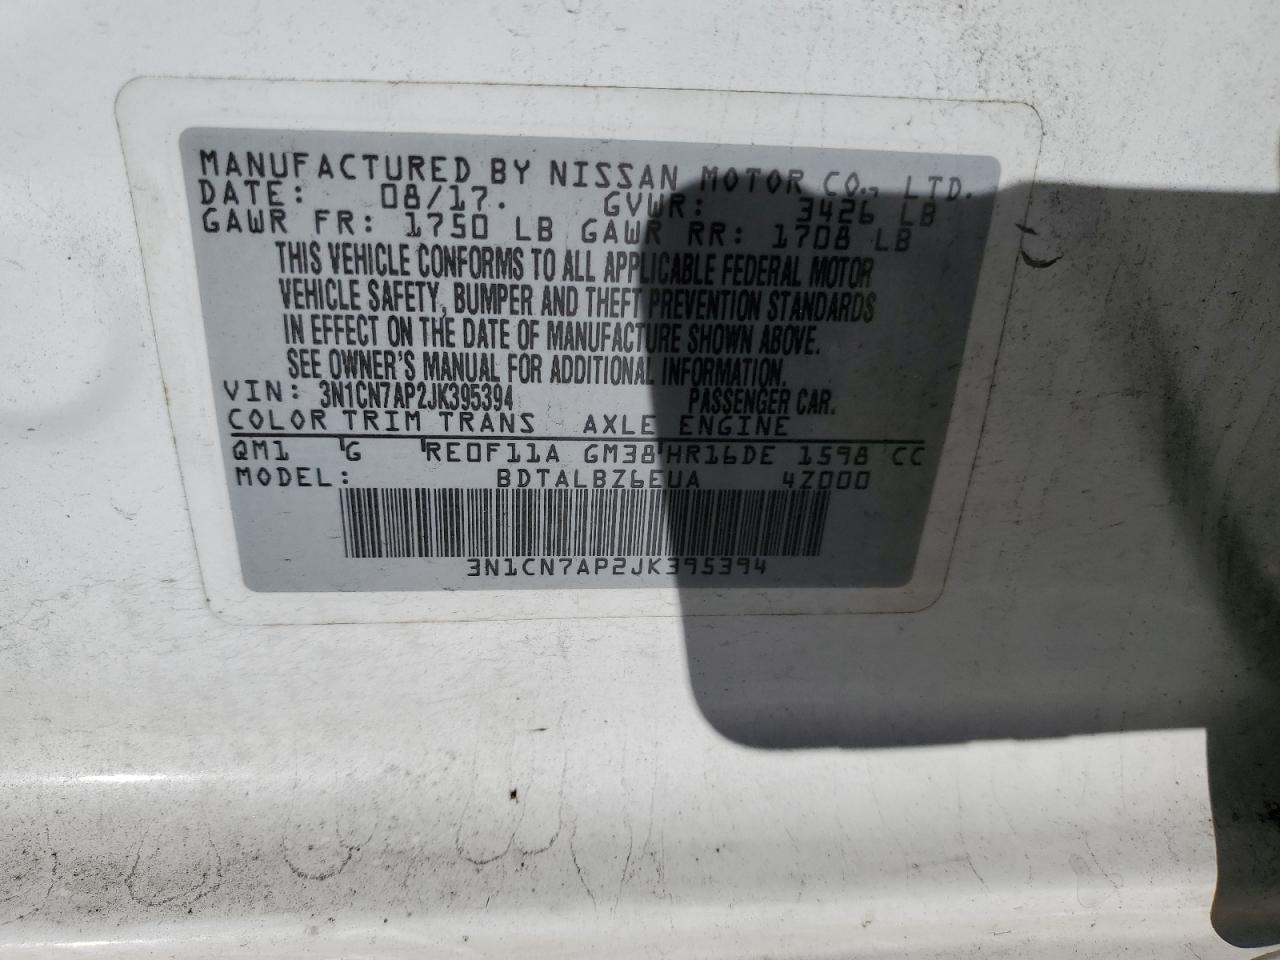 MANUFACTURED BY NISSAN MOTOR CO., LTD.
DATE: 08/17. GVWR: 3426 LB
GAWR FR: 1750 LB GAWR RR: 1708 LB
THIS VEHICLE CONFORMS TO ALL APPLICABLE FEDERAL MOTOR
VEHICLE SAFETY, BUMPER AND THEFT PREVENTION STANDARDS
IN EFFECT ON THE DATE OF MANUFACTURE SHOWN ABOVE.
SEE OWNER'S MANUAL FOR ADDITIONAL INFORMATION.
VIN: 3N1CN7AP2JK395394 PASSENGER CAR.
COLOR TRIM TRANS AXLE ENGINE
QM1 G RE0F11A GM38 HR16DE 1598 CC
MODEL: BDTALBZ6EUA 4Z000
3N1CN7AP2JK395394